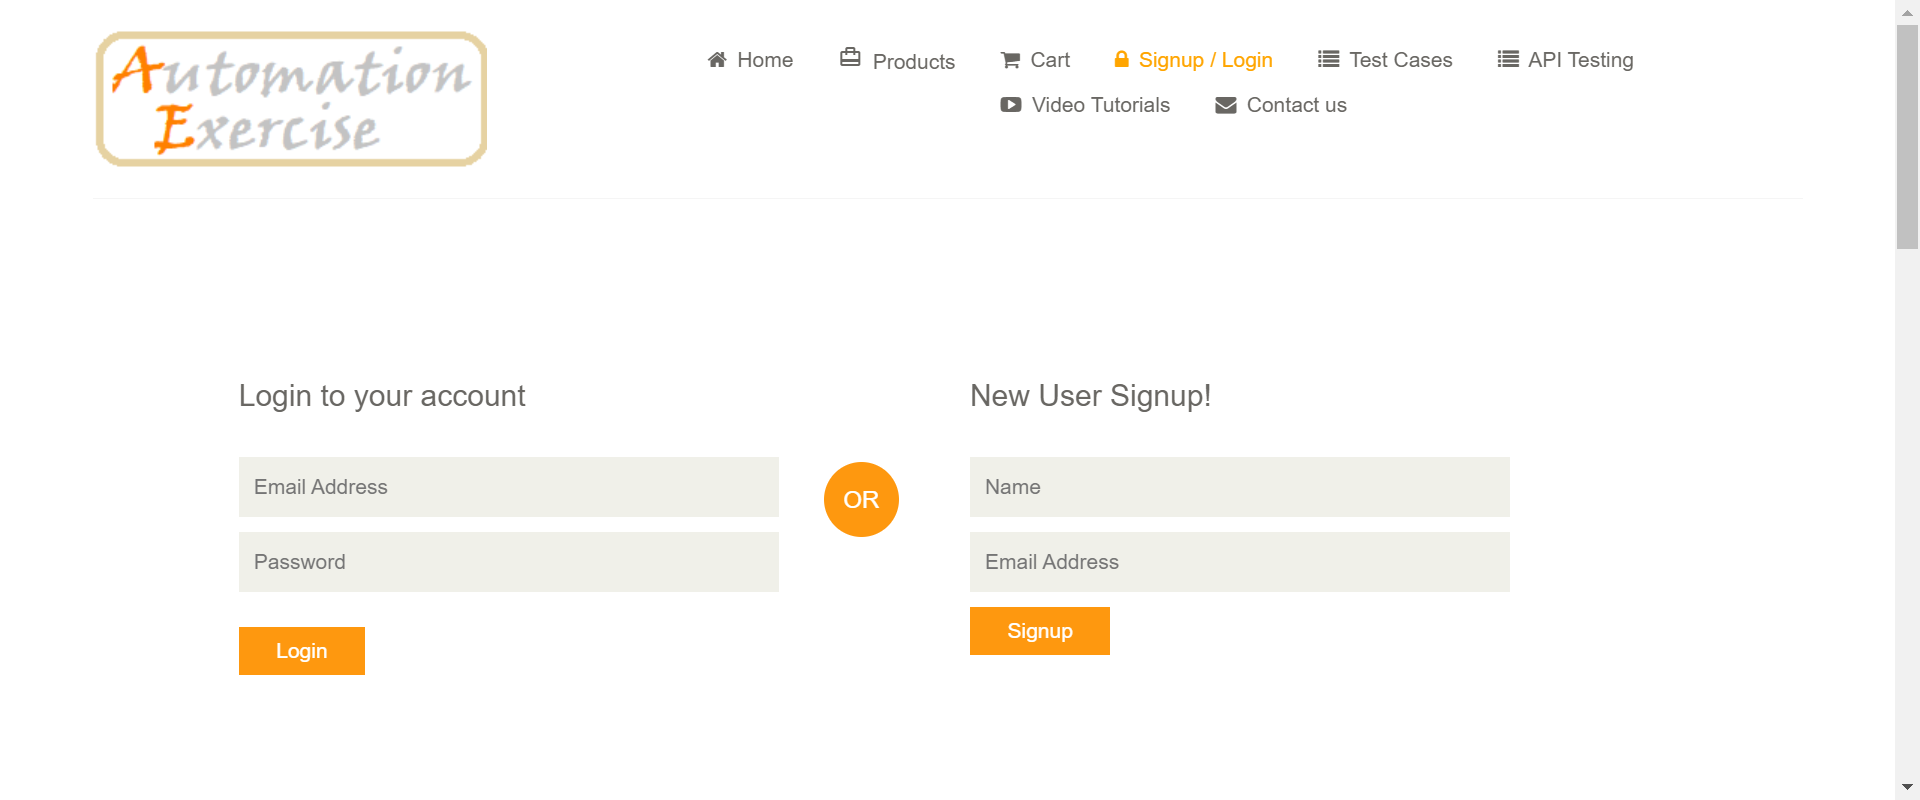 Automation
Exercise
Home Products Cart Signup / Login Test Cases API Testing
Video Tutorials Contact us
Login to your account
Email Address
Password
Login
OR
New User Signup!
Name
Email Address
Signup